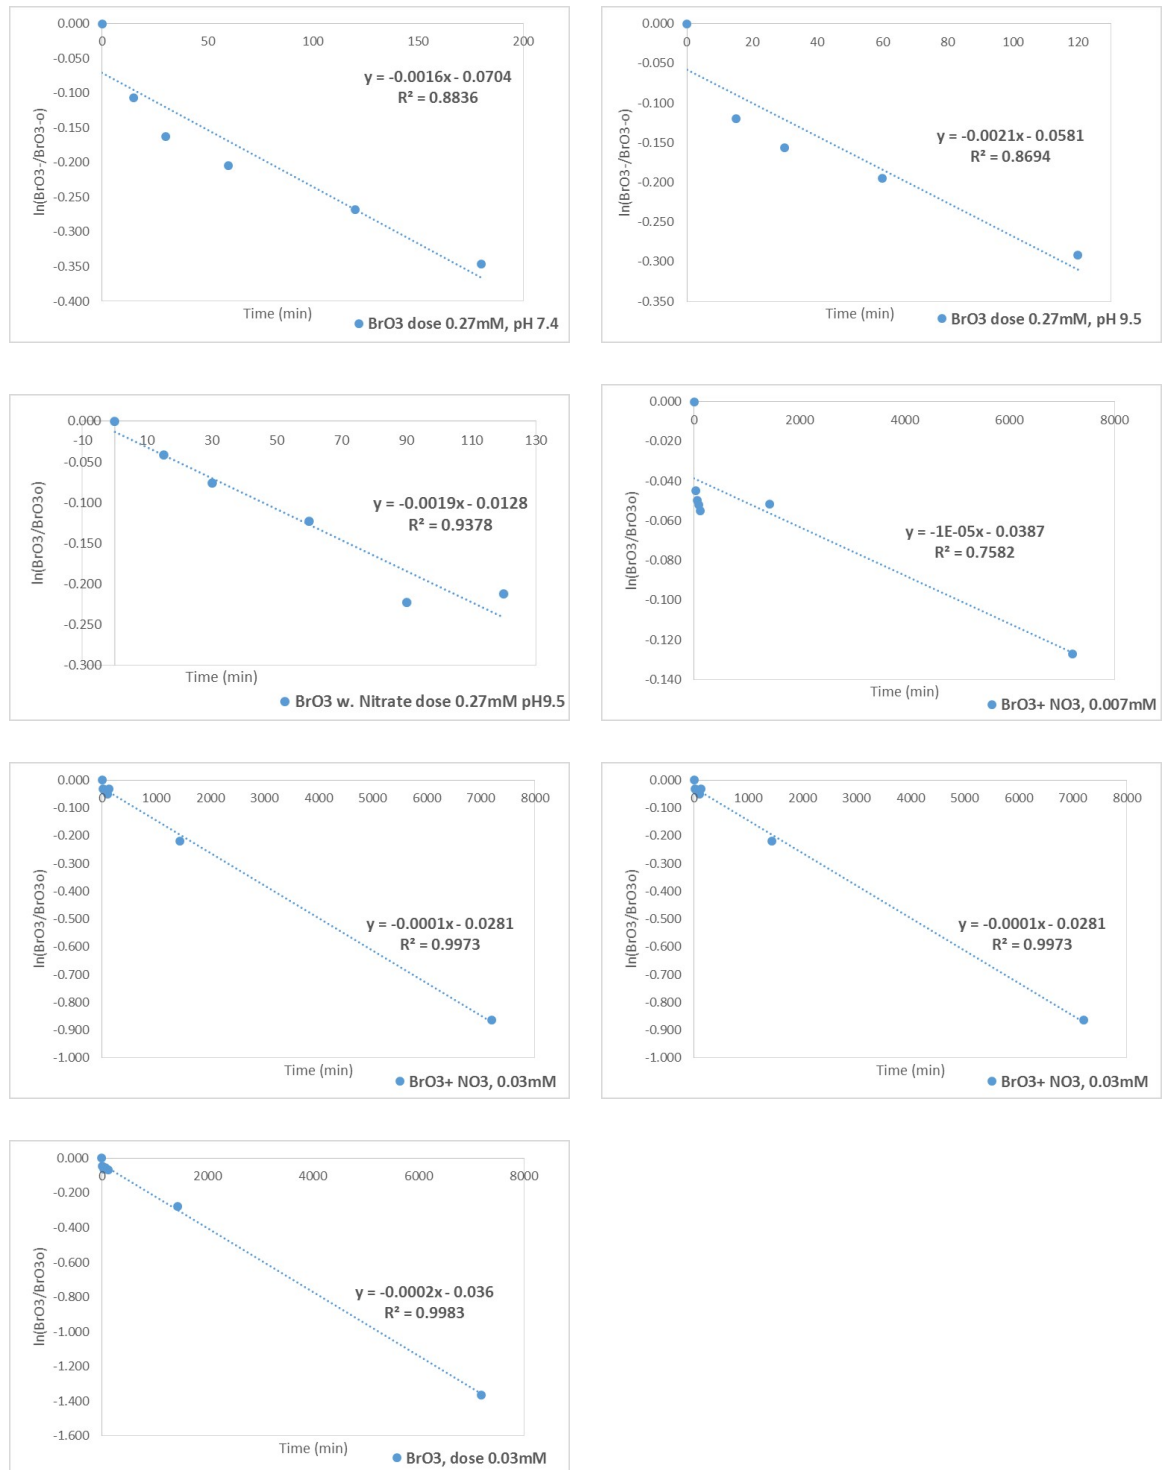 0.000
0 50 100 150 200
-0.050
y = -0.0016x - 0.0704
-0.100
R² = 0.8836
-0.150
-0.200
-0.250
-0.300
-0.350
-0.400
ln(BrO3-/BrO3-o)
Time (min)
BrO3 dose 0.27mM, pH 7.4
0.000
0 20 40 60 80 100 120
-0.050
-0.100
y = -0.0021x - 0.0581
-0.150
R² = 0.8694
-0.200
-0.250
-0.300
-0.350
ln(BrO3-/BrO3-o)
Time (min)
BrO3 dose 0.27mM, pH 9.5
0.000
-10 10 30 50 70 90 110 130
-0.050
-0.100
y = -0.0019x - 0.0128
R² = 0.9378
-0.150
-0.200
-0.250
-0.300
ln(BrO3/BrO3o)
Time (min)
BrO3 w. Nitrate dose 0.27mM pH9.5
0.000
0 2000 4000 6000 8000
-0.020
-0.040
-0.060
y = -1E-05x - 0.0387
R² = 0.7582
-0.080
-0.100
-0.120
-0.140
ln(BrO3/BrO3o)
Time (min)
BrO3+ NO3, 0.007mM
0.000
0 1000 2000 3000 4000 5000 6000 7000 8000
-0.100
-0.200
-0.300
-0.400
-0.500
y = -0.0001x - 0.0281
-0.600
R² = 0.9973
-0.700
-0.800
-0.900
-1.000
ln(BrO3/BrO3o)
Time (min)
BrO3+ NO3, 0.03mM
0.000
0 1000 2000 3000 4000 5000 6000 7000 8000
-0.100
-0.200
-0.300
-0.400
-0.500
y = -0.0001x - 0.0281
-0.600
R² = 0.9973
-0.700
-0.800
-0.900
-1.000
ln(BrO3/BrO3o)
Time (min)
BrO3+ NO3, 0.03mM
0.000
0 2000 4000 6000 8000
-0.200
-0.400
-0.600
y = -0.0002x - 0.036
-0.800
R² = 0.9983
-1.000
-1.200
-1.400
-1.600
ln(BrO3/BrO3o)
Time (min)
BrO3, dose 0.03mM